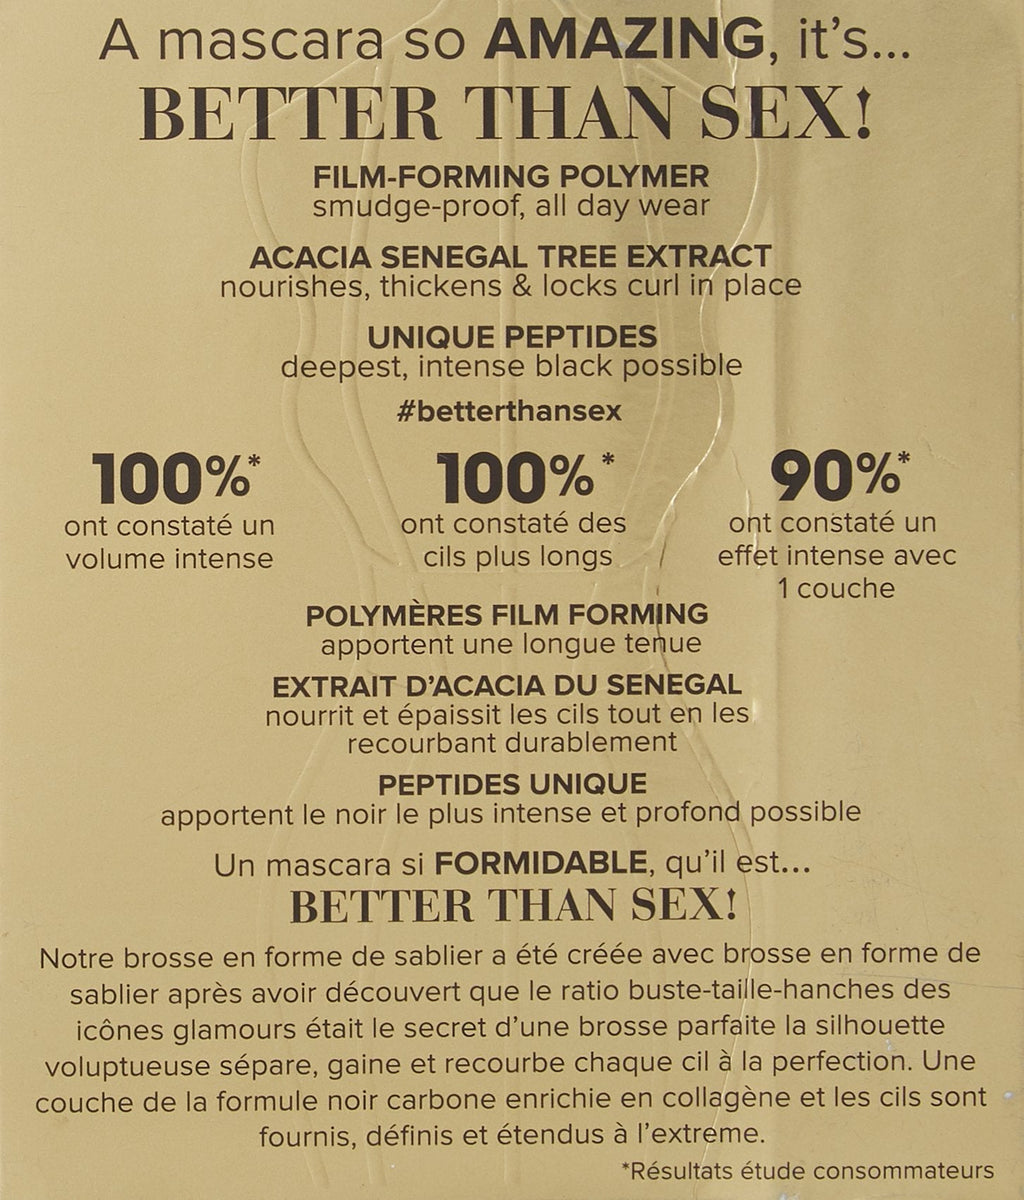 A mascara so AMAZING, it's...
BETTER THAN SEX!
FILM-FORMING POLYMER
smudge-proof, all day wear
ACACIA SENEGAL TREE EXTRACT
nourishes, thickens & locks curl in place
UNIQUE PEPTIDES
deepest, intense black possible
#betterthansex
100%* 100%* 90%*
ont constaté un ont constaté des ont constaté un
volume intense cils plus longs effet intense avec
1 couche
POLYMÈRES FILM FORMING
apportent une longue tenue
EXTRAIT D'ACACIA DU SENEGAL
nourrit et épaissit les cils tout en les
recourbant durablement
PEPTIDES UNIQUE
apportent le noir le plus intense et profond possible
Un mascara si FORMIDABLE, qu'il est...
BETTER THAN SEX!
Notre brosse en forme de sablier a été créée avec brosse en forme de
sablier après avoir découvert que le ratio buste-taille-hanches des
icônes glamours était le secret d'une brosse parfaite la silhouette
voluptueuse sépare, gaine et recourbe chaque cil à la perfection. Une
couche de la formule noir carbone enrichie en collagène et les cils sont
fournis, définis et étendus à l'extreme.
*Résultats étude consommateurs